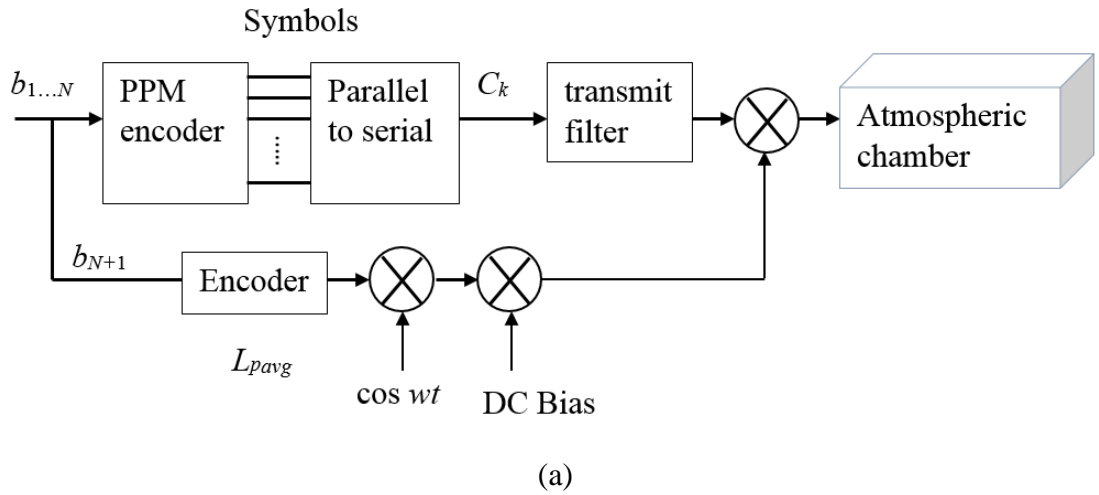 Symbols
b1...N
PPM
encoder
Parallel
to serial
Ck
transmit
filter
Atmospheric
chamber
bN+1
Encoder
Lpavg
cos wt
DC Bias
(a)